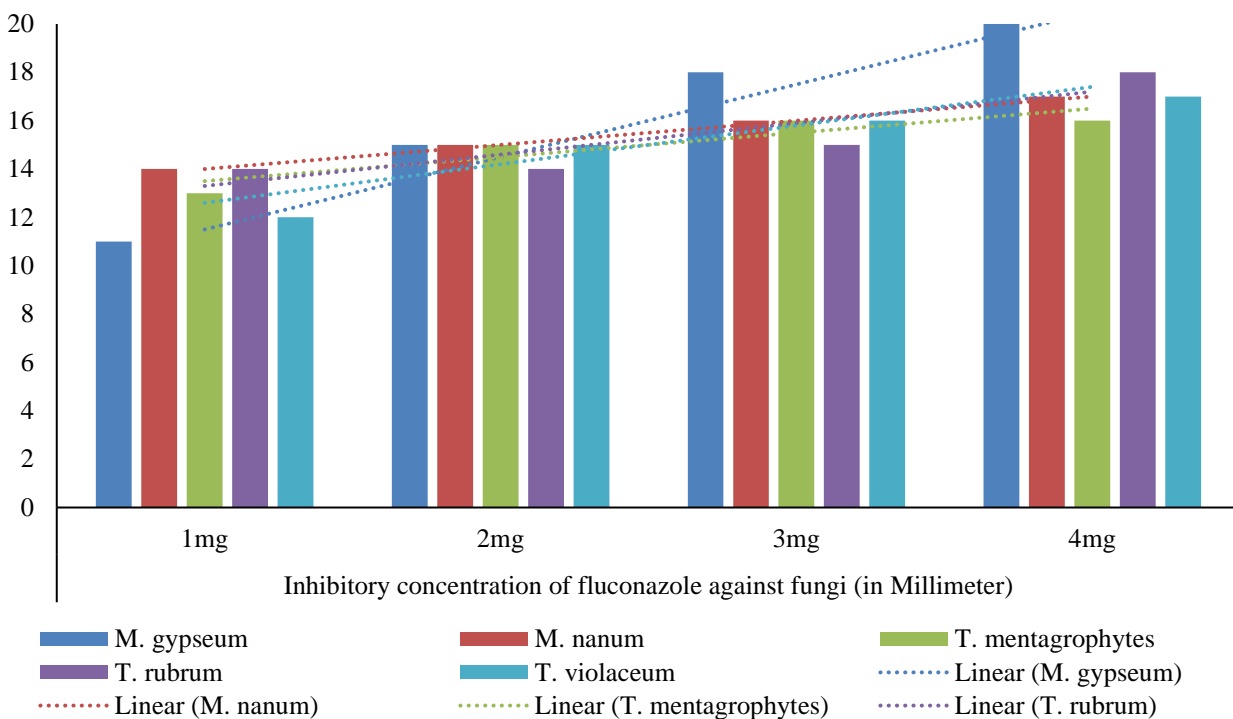 20
18
16
14
12
10
8
6
4
2
0
1mg 2mg 3mg 4mg
Inhibitory concentration of fluconazole against fungi (in Millimeter)
M. gypseum M. nanum T. mentagrophytes
T. rubrum T. violaceum Linear (M. gypseum)
Linear (M. nanum) Linear (T. mentagrophytes) Linear (T. rubrum)